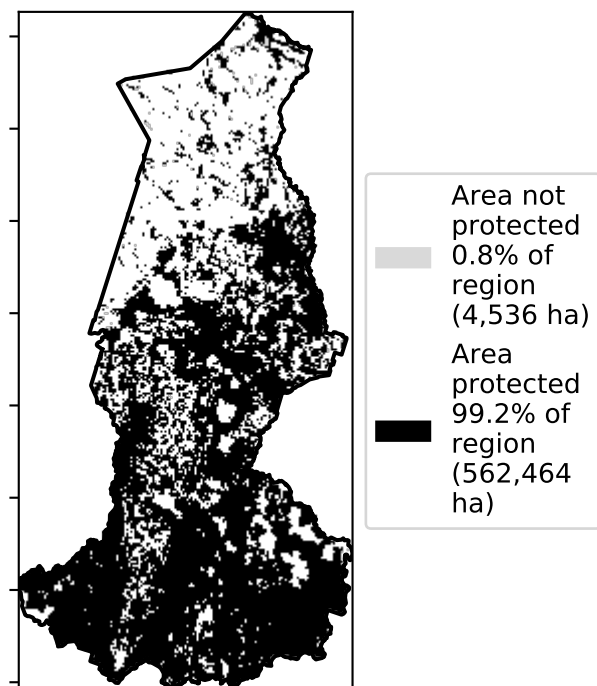 Area not
protected
0.8% of
region
(4,536 ha)
Area
protected
99.2% of
region
(562,464
ha)